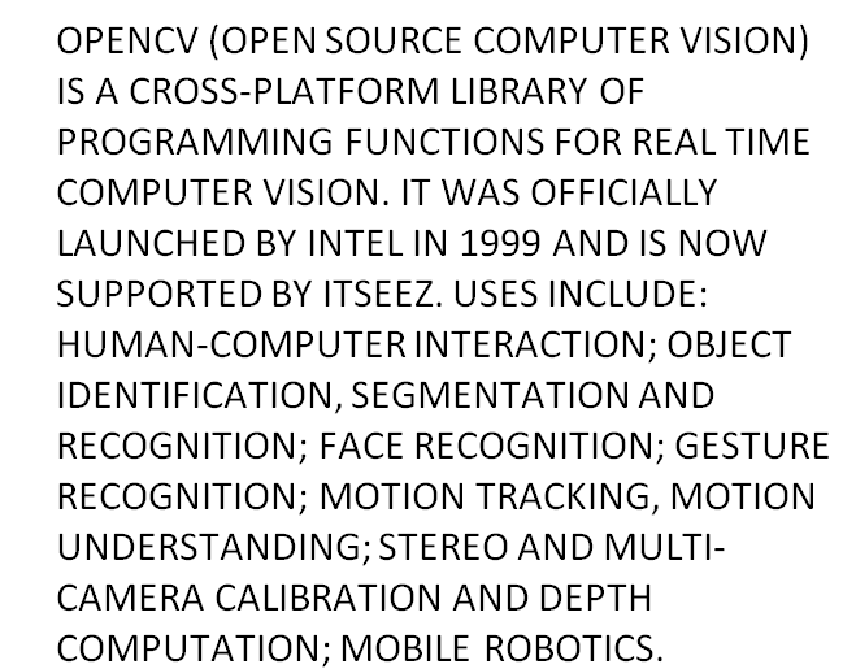 OPENCV (OPEN SOURCE COMPUTER VISION)
IS A CROSS-PLATFORM LIBRARY OF
PROGRAMMING FUNCTIONS FOR REAL TIME
COMPUTER VISION. IT WAS OFFICIALLY
LAUNCHED BY INTEL IN 1999 AND IS NOW
SUPPORTED BY ITSEEZ. USES INCLUDE:
HUMAN-COMPUTER INTERACTION; OBJECT
IDENTIFICATION, SEGMENTATION AND
RECOGNITION; FACE RECOGNITION; GESTURE
RECOGNITION; MOTION TRACKING, MOTION
UNDERSTANDING; STEREO AND MULTI-
CAMERA CALIBRATION AND DEPTH
COMPUTATION; MOBILE ROBOTICS.